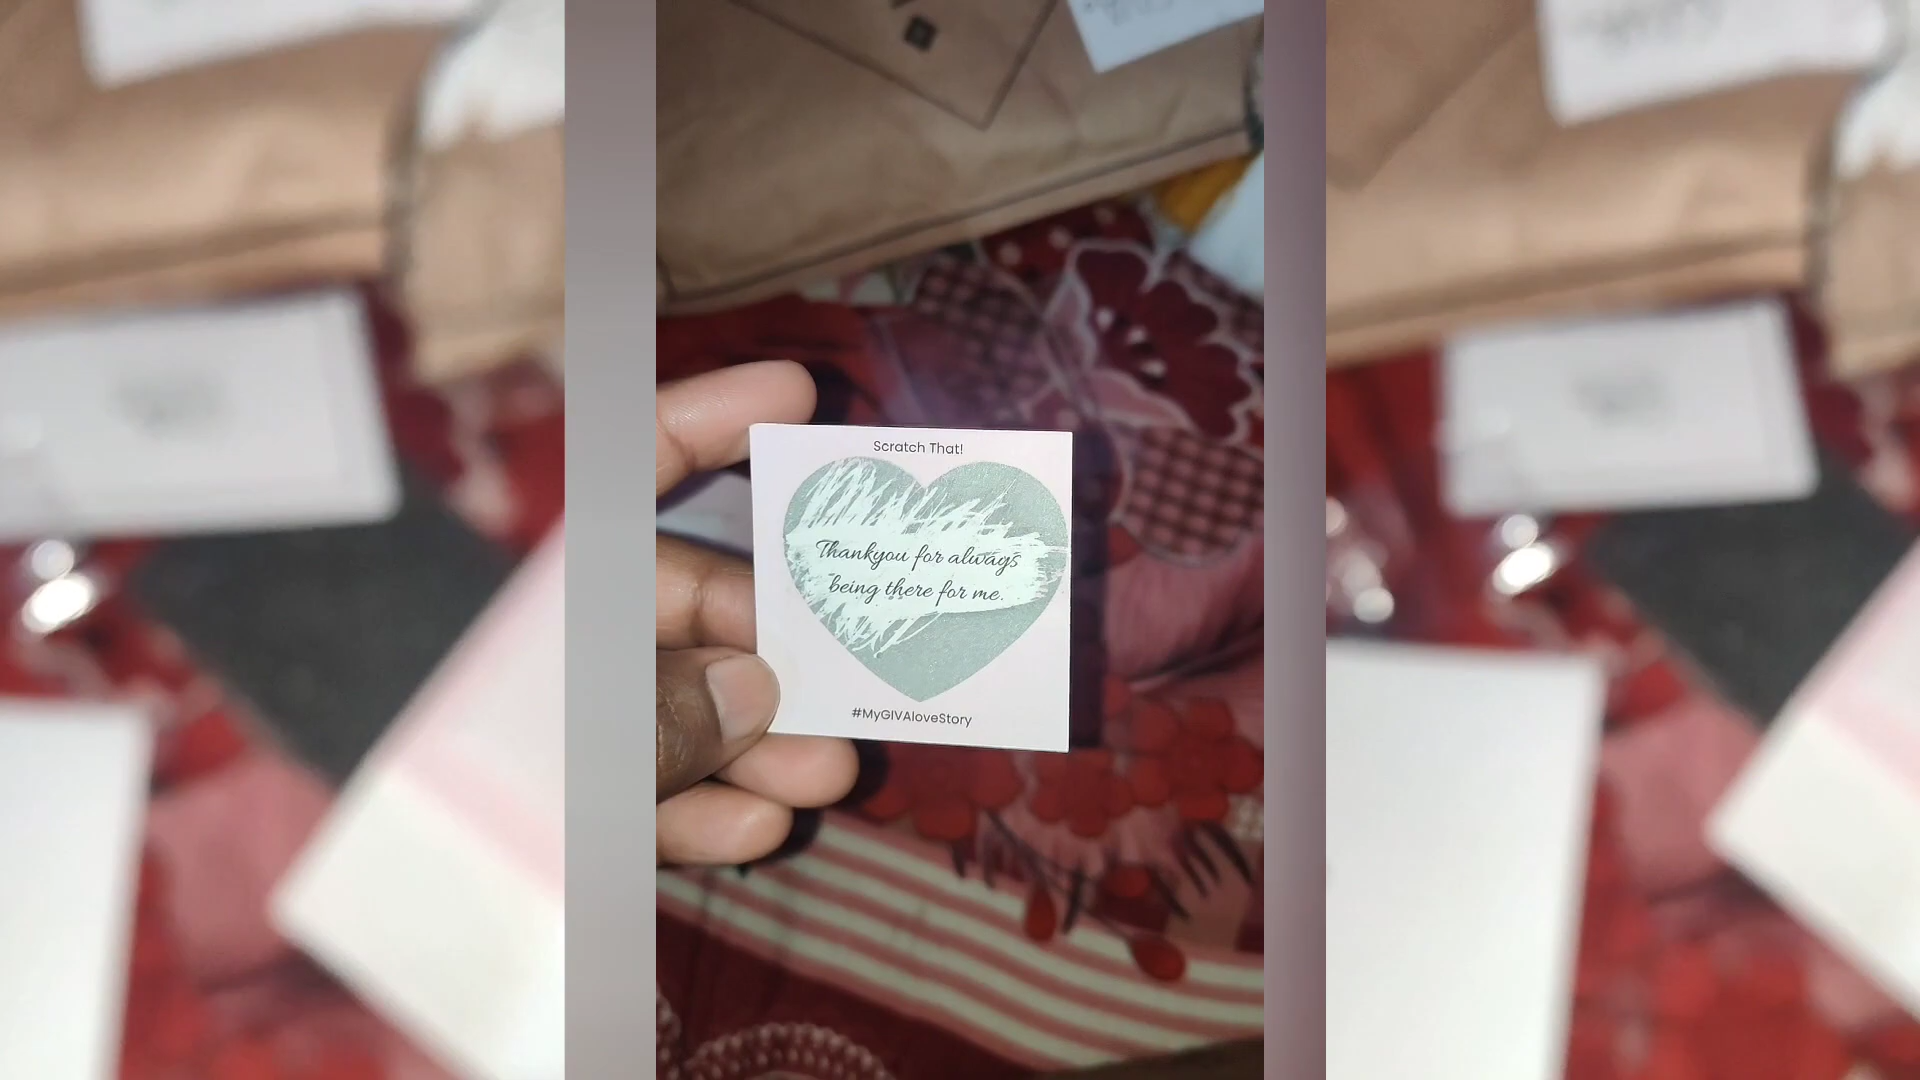 Scratch That!
Thankyou for always
being there for me.
#MyGIVAloveStory